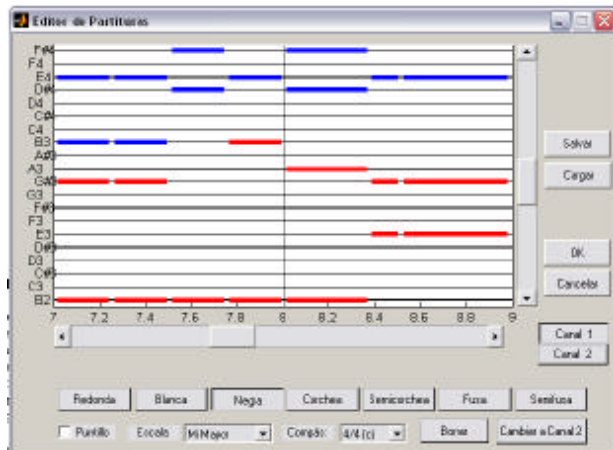 Editor de Partituras
F#4
F4
E4
D#4
D4
C#4
C4
B3
A#3
A3
G#3
G3
F#3
F3
E3
D#3
D3
C#3
C3
B2
7 7.2 7.4 7.6 7.8 8 8.2 8.4 8.6 8.8 9
Salvar
Cargar
OK
Cancelar
Canal 1
Canal 2
Redonda Blanca Negra Corchea Semicorchea Fusa Semifusa
Puntillo Escala: Mi Mayor Compás: 4/4 (c) Borrar Cambiar a Canal 2